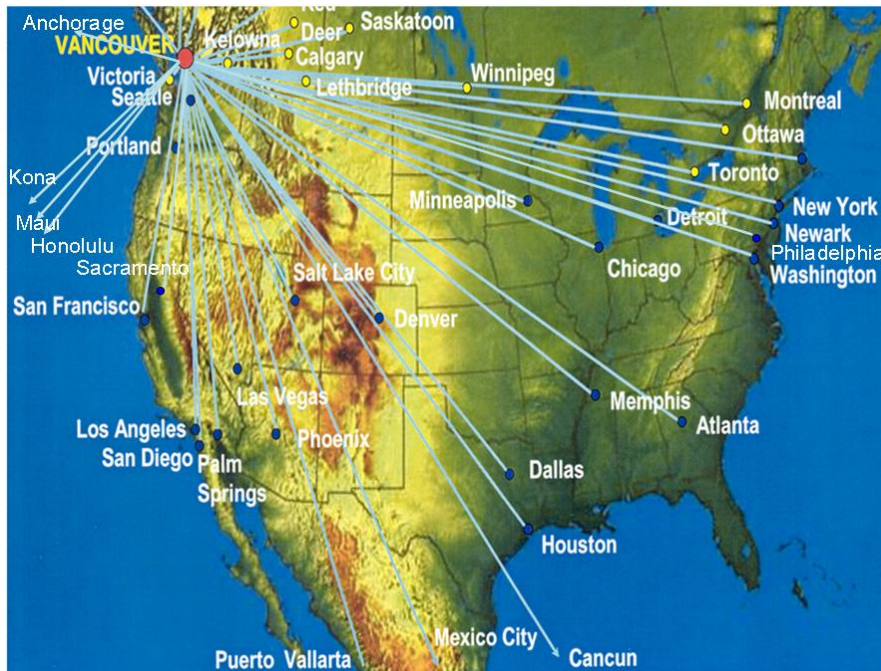 Red
Anchorage
Saskatoon
Deer
Kelowna
VANCOUVER
Calgary
Winnipeg
Victoria
Lethbridge
Seattle
Montreal
Ottawa
Portland
Toronto
Kona
Minneapolis
New York
Detroit
Maui
Newark
Honolulu
Philadelphia
Sacramento
Chicago
Salt Lake City
Washington
San Francisco
Denver
Las Vegas
Memphis
Atlanta
Los Angeles
Phoenix
San Diego
Palm
Springs
Dallas
Houston
Mexico City
Puerto Vallarta
Cancun